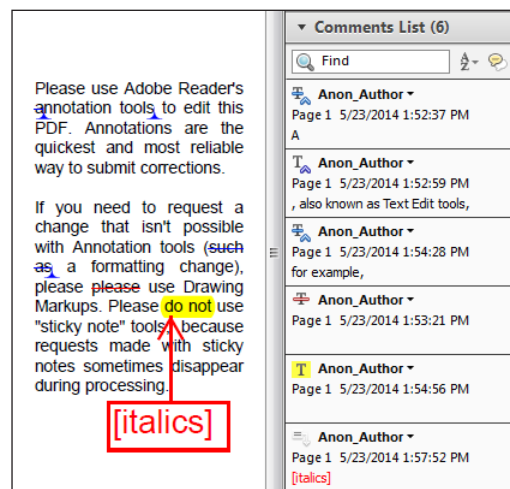 Please use Adobe Reader's
annotation tools to edit this
PDF. Annotations are the
quickest and most reliable
way to submit corrections.
If you need to request a
change that isn't possible
with Annotation tools (such
as a formatting change),
please please use Drawing
Markups. Please do not use
"sticky note" tools, because
requests made with sticky
notes sometimes disappear
during processing.
[italics]
Comments List (6)
Find
Anon_Author
Page 1 5/23/2014 1:52:37 PM
A
Anon_Author
Page 1 5/23/2014 1:52:59 PM
, also known as Text Edit tools,
Anon_Author
Page 1 5/23/2014 1:54:28 PM
for example,
Anon_Author
Page 1 5/23/2014 1:53:21 PM
Anon_Author
Page 1 5/23/2014 1:54:56 PM
Anon_Author
Page 1 5/23/2014 1:57:52 PM
[italics]